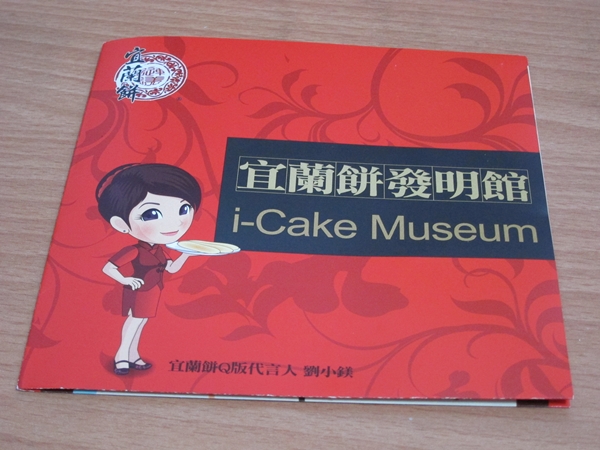 宜蘭餅
宜蘭餅發明館
i-Cake Museum
宜蘭餅Q版代言人 劉小鎂